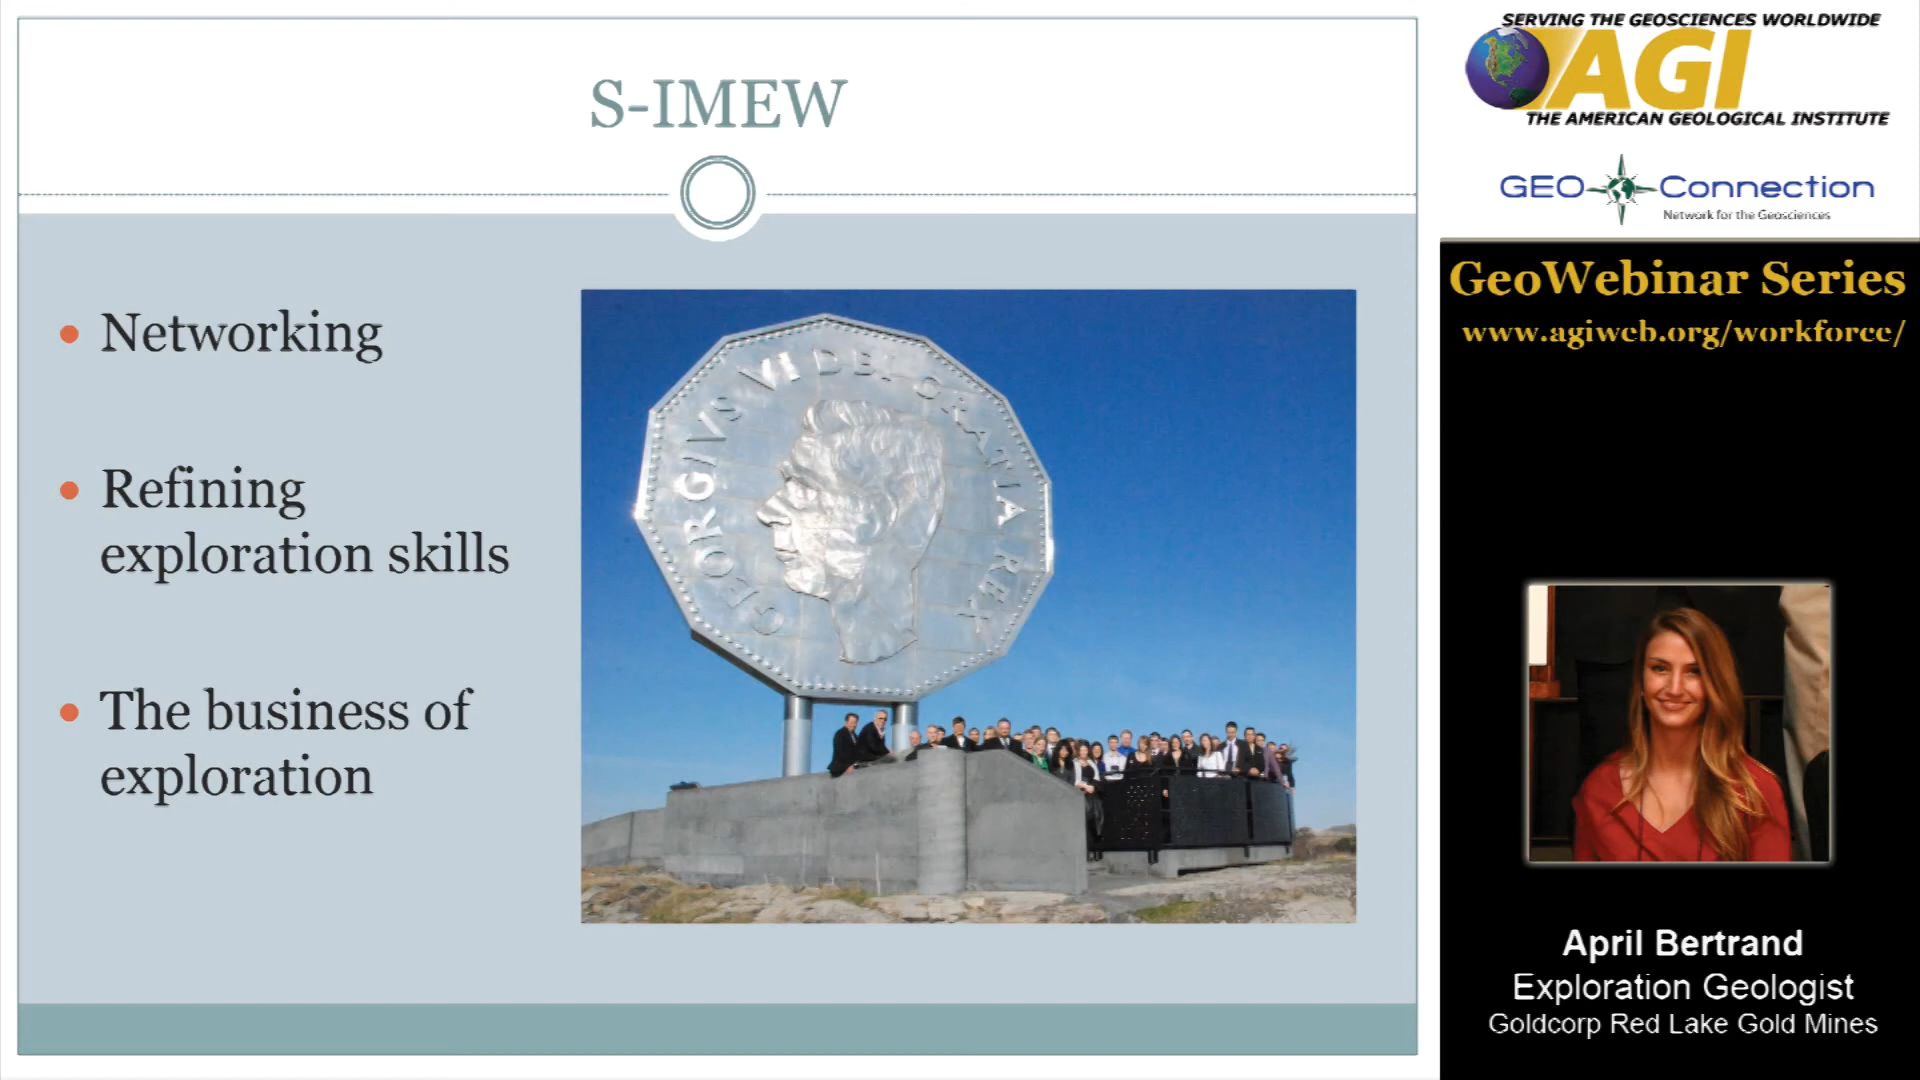 S-IMEW
Networking
Refining
exploration skills
The business of
exploration
GEORGIVS VI DEI GRATIA REX
SERVING THE GEOSCIENCES WORLDWIDE
AGI
THE AMERICAN GEOLOGICAL INSTITUTE
GEO Connection
Network for the Geosciences
GeoWebinar Series
www.agiweb.org/workforce/
April Bertrand
Exploration Geologist
Goldcorp Red Lake Gold Mines